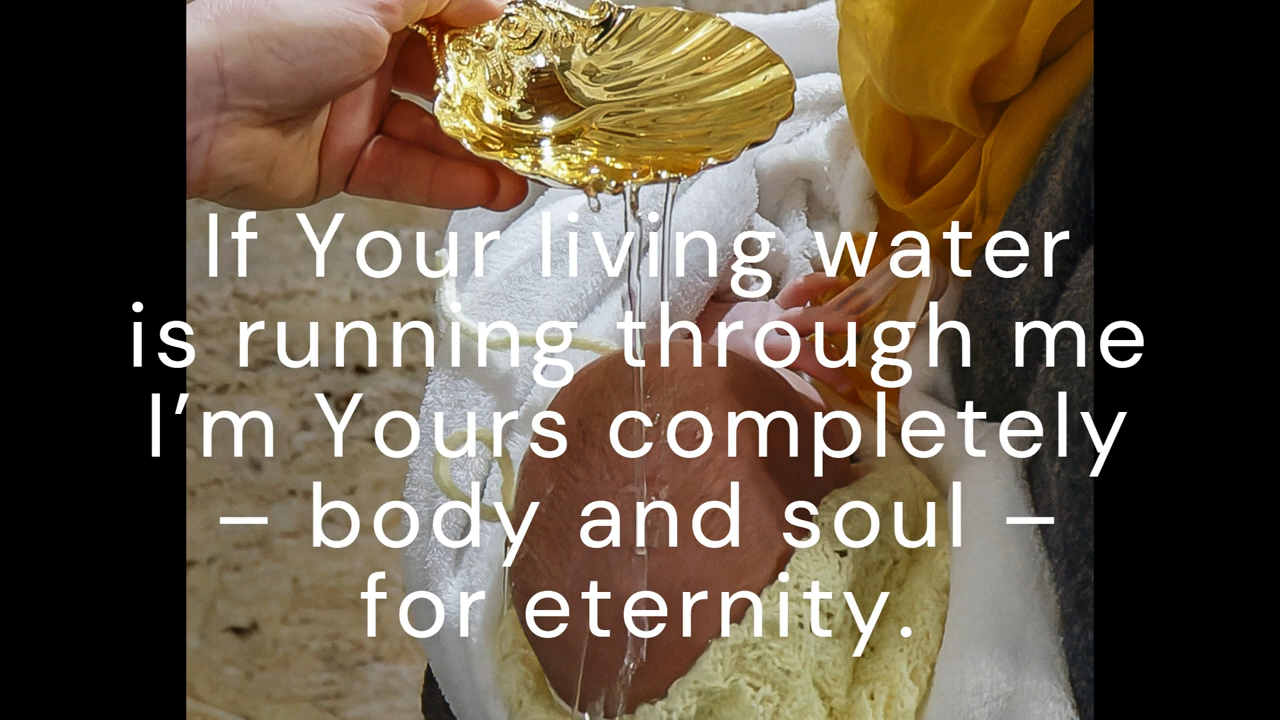 If Your living water
is running through me
I’m Yours completely
– body and soul –
for eternity.